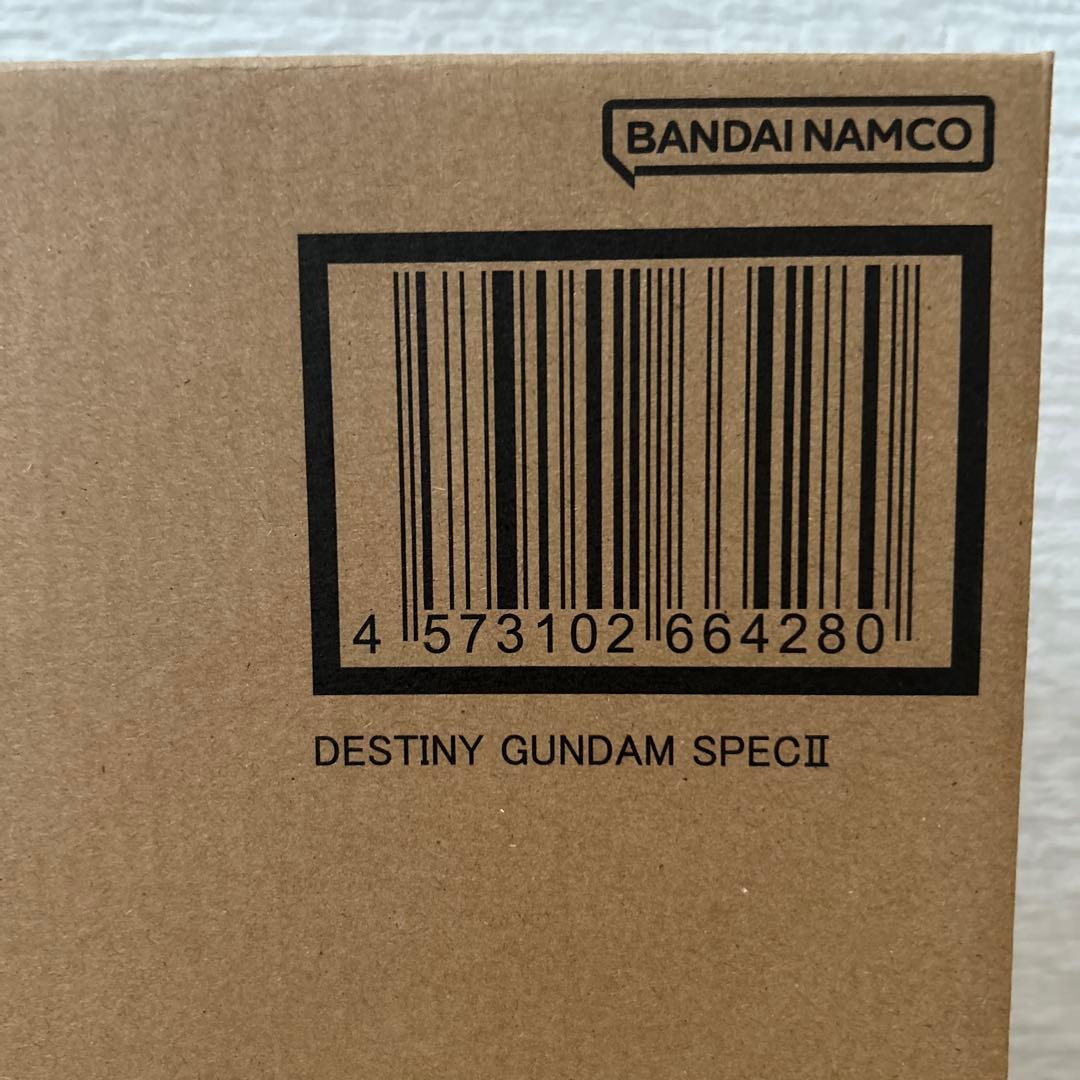 BANDAI NAMCO
4 573102 664280
DESTINY GUNDAM SPECⅡ